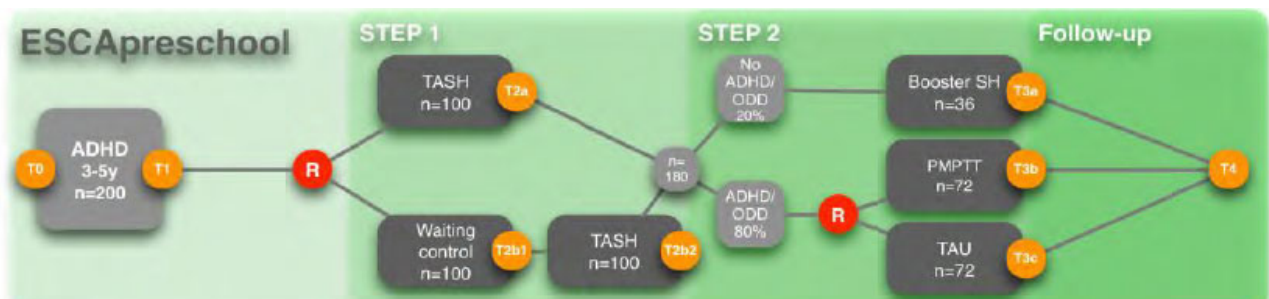 ESCApreschool
STEP 1
STEP 2
Follow-up
T0
ADHD
3-5y
n=200
T1
R
TASH
n=100
T2a
Waiting
control
n=100
T2b1
TASH
n=100
T2b2
n=
180
No
ADHD/
ODD
20%
ADHD/
ODD
80%
R
Booster SH
n=36
T3a
PMPTT
n=72
T3b
TAU
n=72
T3c
T4